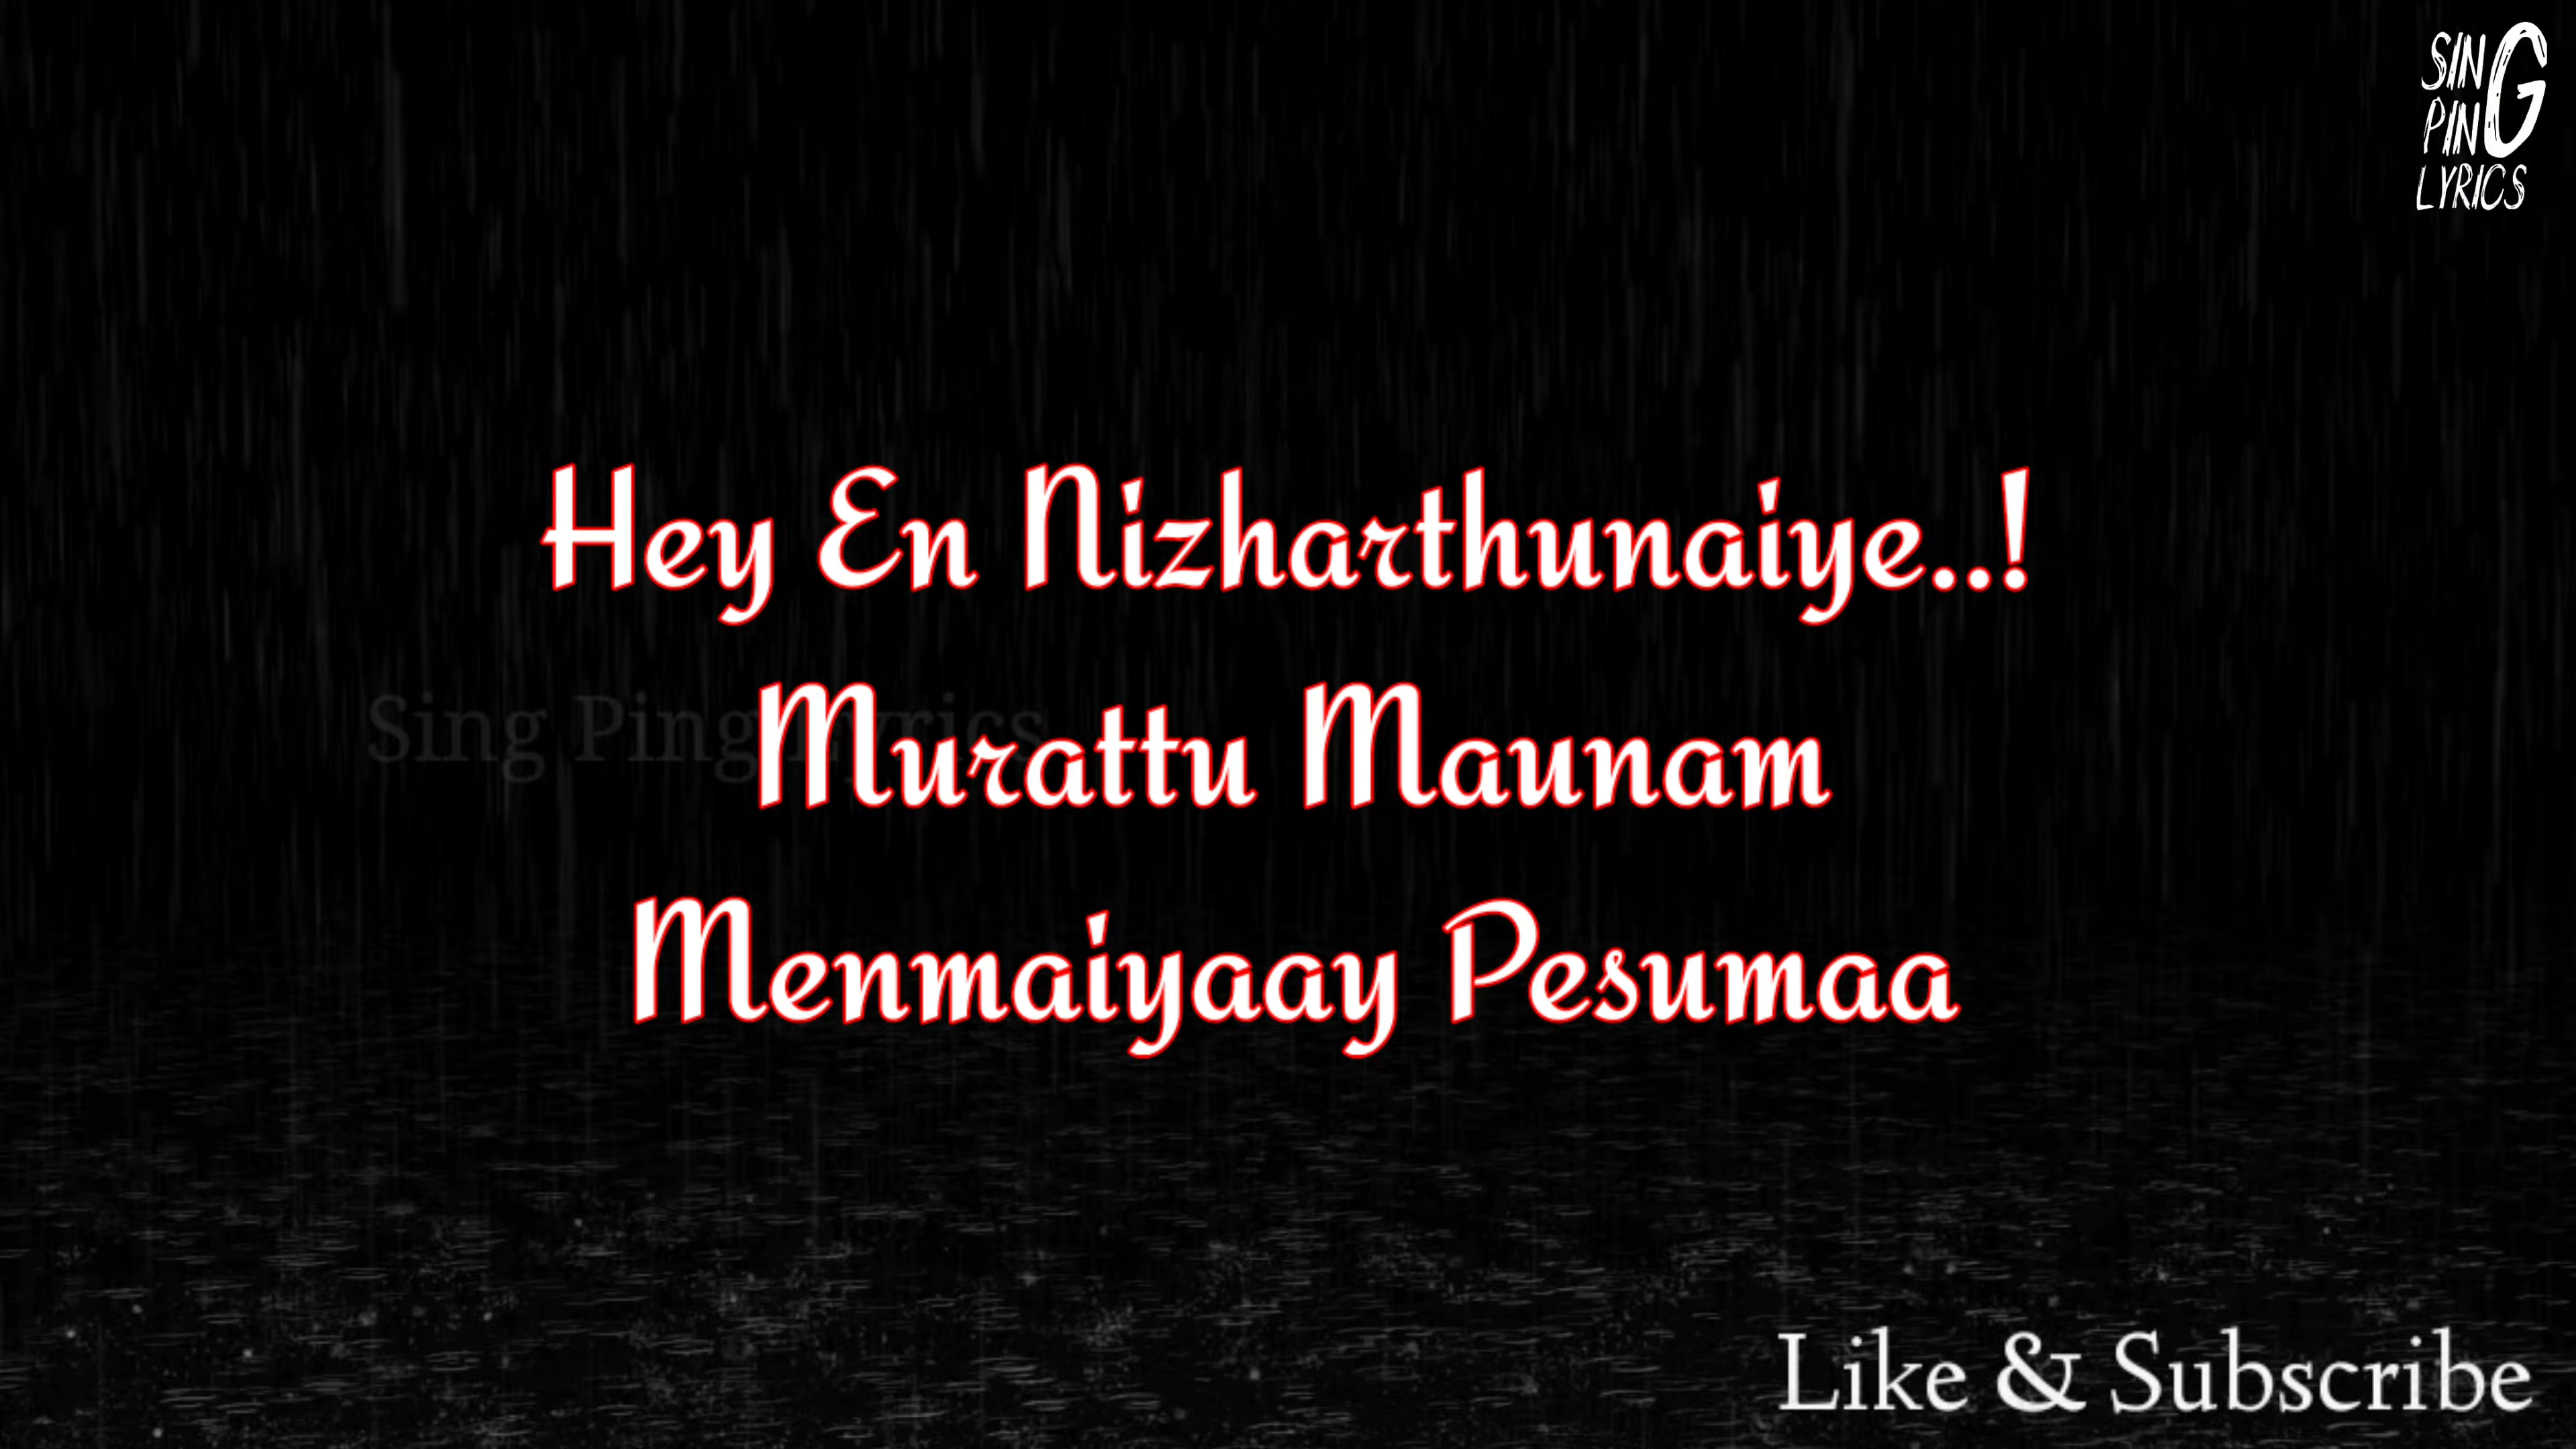 SING
PING
LYRICS
Hey En Nizharthunaiye..!
Sing Ping Lyrics
Murattu Maunam
Menmaiyaay Pesumaa
Like & Subscribe